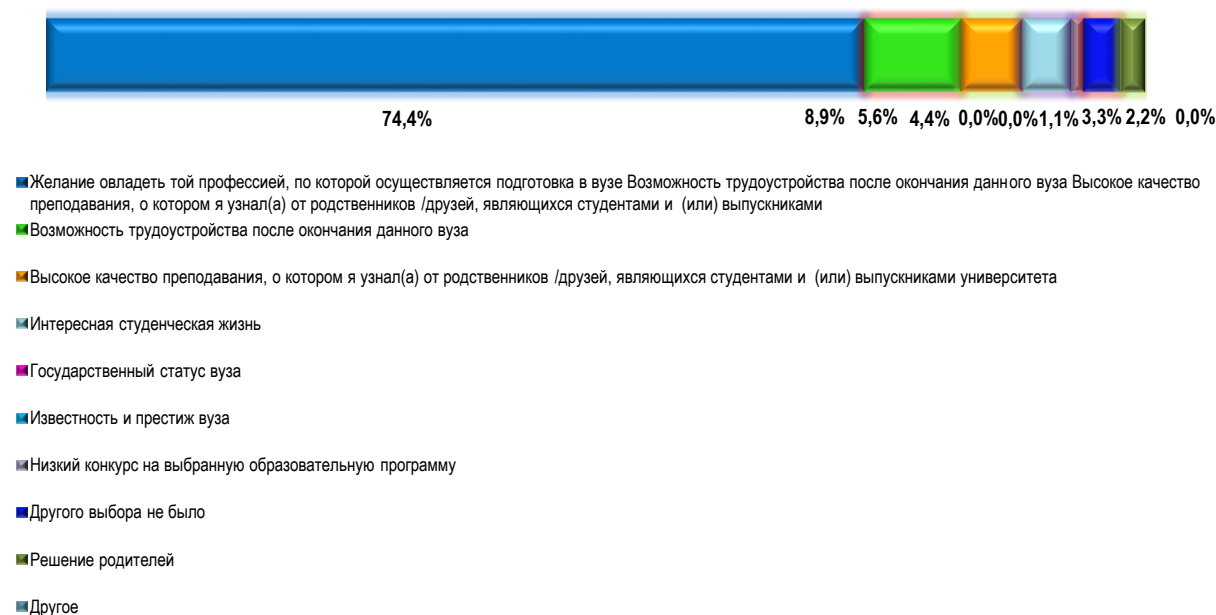 74,4% 8,9% 5,6% 4,4% 0,0%0,0%1,1% 3,3% 2,2% 0,0%
Желание овладеть той профессией, по которой осуществляется подготовка в вузе Возможность трудоустройства после окончания данного вуза Высокое качество
преподавания, о котором я узнал(а) от родственников /друзей, являющихся студентами и (или) выпускниками
Возможность трудоустройства после окончания данного вуза
Высокое качество преподавания, о котором я узнал(а) от родственников /друзей, являющихся студентами и (или) выпускниками университета
Интересная студенческая жизнь
Государственный статус вуза
Известность и престиж вуза
Низкий конкурс на выбранную образовательную программу
Другого выбора не было
Решение родителей
Другое